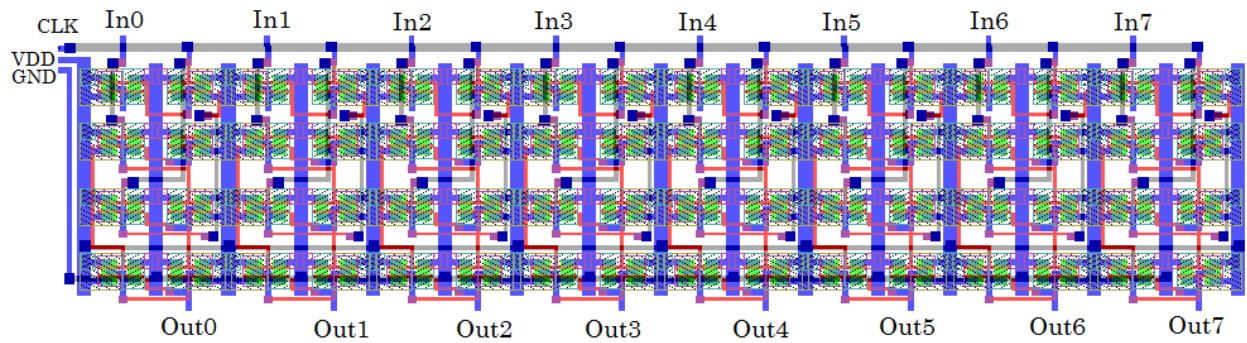 CLK In0 In1 In2 In3 In4 In5 In6 In7
VDD
GND
Out0 Out1 Out2 Out3 Out4 Out5 Out6 Out7